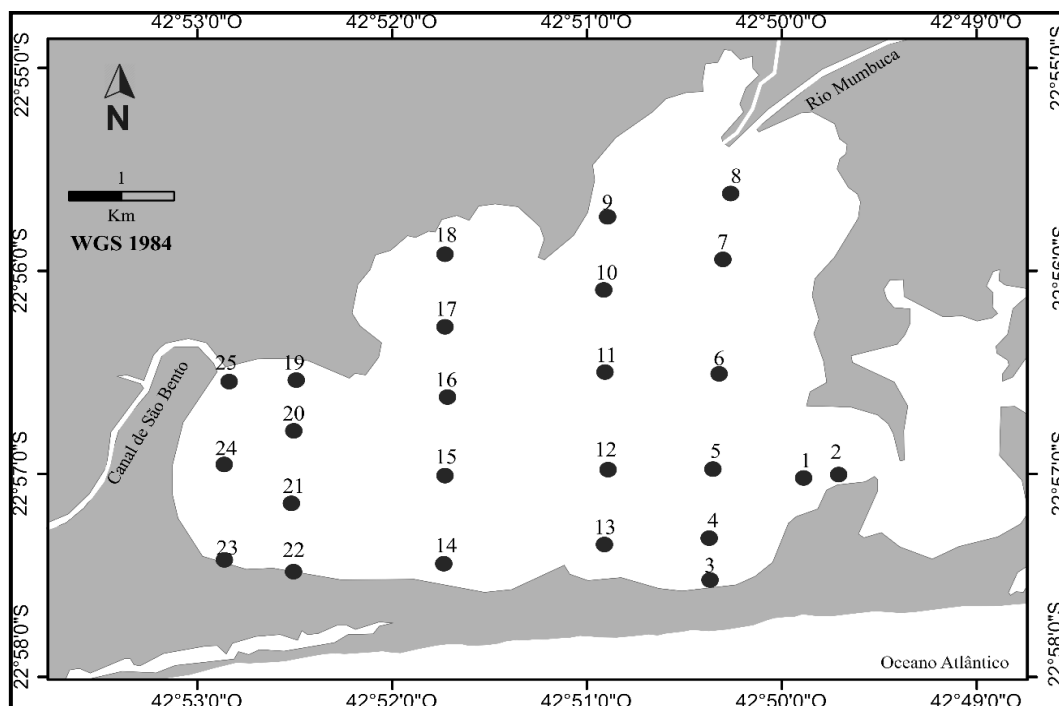 42°53'0"O 42°52'0"O 42°51'0"O 42°50'0"O 42°49'0"O
22°55'0"S 22°55'0"S
N
1
Km
WGS 1984
Rio Mumbuca
8
9
18
7
22°56'0"S 22°56'0"S
10
17
11
6
25
19
16
20
Canal de São Bento
24
15
12
5
1
2
22°57'0"S 22°57'0"S
21
4
13
14
23
22
3
22°58'0"S 22°58'0"S
Oceano Atlântico
42°53'0"O 42°52'0"O 42°51'0"O 42°50'0"O 42°49'0"O